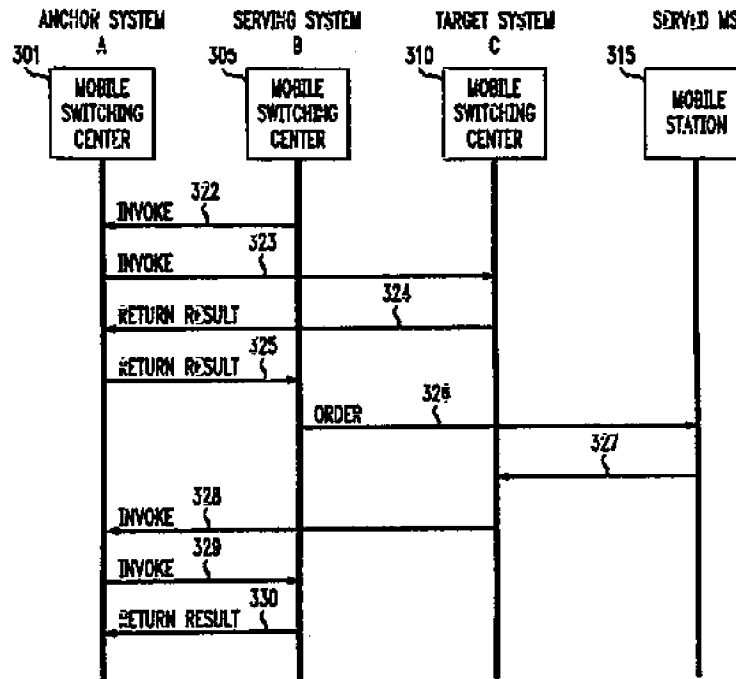 ANCHOR SYSTEM
A
SERVING SYSTEM
B
TARGET SYSTEM
C
SERVED MS
301
305
310
315
MOBILE
SWITCHING
CENTER
MOBILE
SWITCHING
CENTER
MOBILE
SWITCHING
CENTER
MOBILE
STATION
322
INVOKE
323
INVOKE
324
RETURN RESULT
325
RETURN RESULT
326
ORDER
327
328
INVOKE
329
INVOKE
330
RETURN RESULT